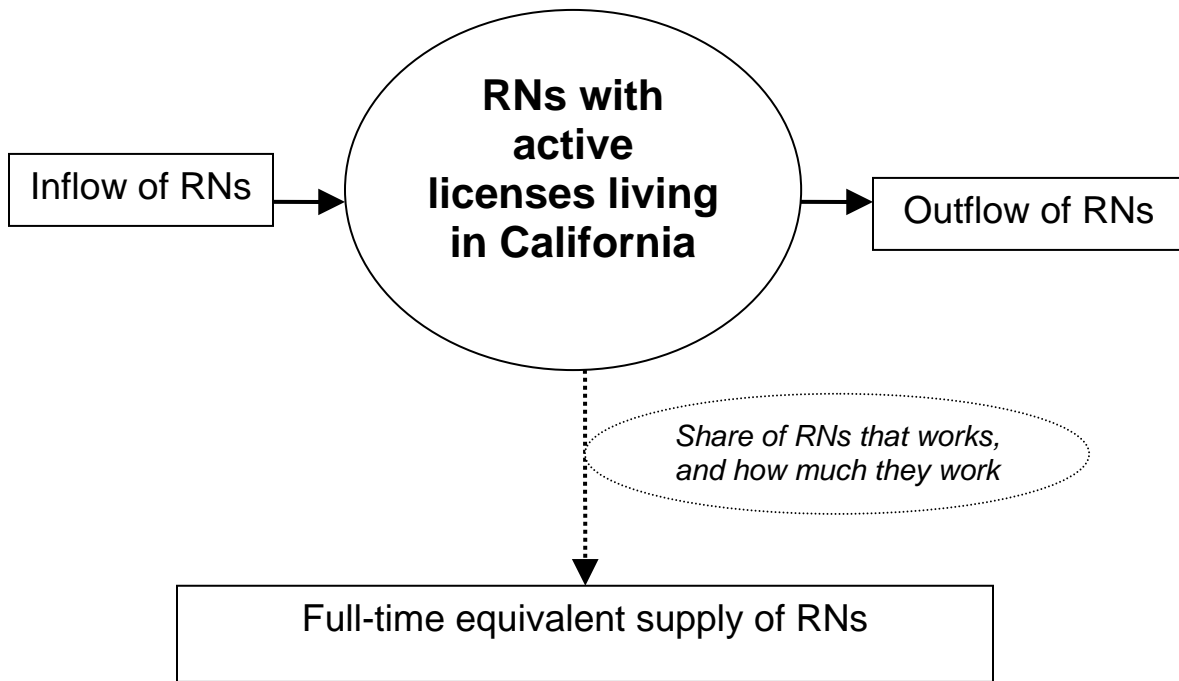 RNs with
active
licenses living
in California
Inflow of RNs
Outflow of RNs
Share of RNs that works,
and how much they work
Full-time equivalent supply of RNs